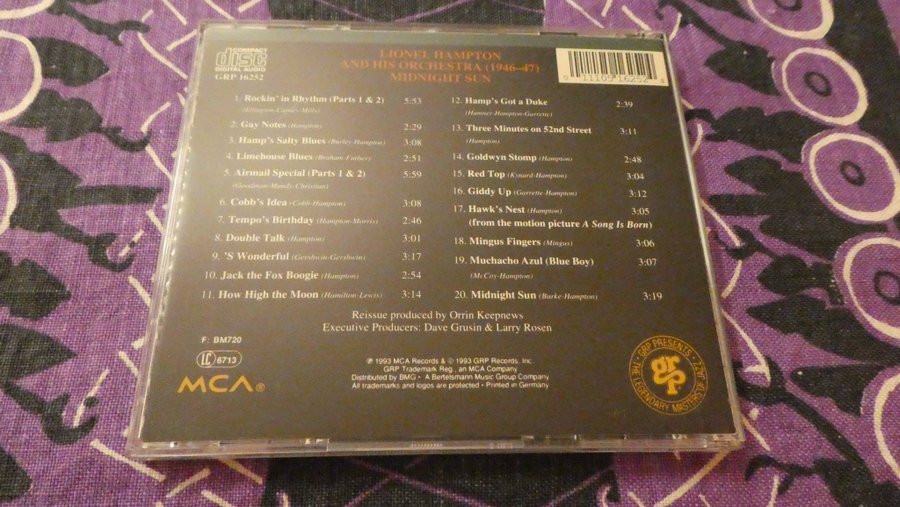 COMPACT
disc
DIGITAL AUDIO
GRP 16252
LIONEL HAMPTON
AND HIS ORCHESTRA (1946–47)
MIDNIGHT SUN
0 11105 16252 4
1. Rockin' in Rhythm (Parts 1 & 2) 5:53
(Ellington-Carney-Mills)
2. Gay Notes (Hampton) 2:29
3. Hamp's Salty Blues (Burley-Hampton) 3:08
4. Limehouse Blues (Braham-Furber) 2:51
5. Airmail Special (Parts 1 & 2) 5:59
(Goodman-Mundy-Christian)
6. Cobb's Idea (Cobb-Hampton) 3:08
7. Tempo's Birthday (Hampton-Morris) 2:46
8. Double Talk (Hampton) 3:01
9. 'S Wonderful (Gershwin-Gershwin) 3:17
10. Jack the Fox Boogie (Hampton) 2:54
11. How High the Moon (Hamilton-Lewis) 3:14
12. Hamp's Got a Duke 2:39
(Hamner-Hampton-Garrette)
13. Three Minutes on 52nd Street 3:11
(Hampton)
14. Goldwyn Stomp (Hampton) 2:48
15. Red Top (Kynard-Hampton) 3:04
16. Giddy Up (Garrette-Hampton) 3:12
17. Hawk's Nest (Hampton) 3:05
(from the motion picture A Song Is Born)
18. Mingus Fingers (Mingus) 3:06
19. Muchacho Azul (Blue Boy) 3:07
(McCoy-Hampton)
20. Midnight Sun (Burke-Hampton) 3:19
Reissue produced by Orrin Keepnews
Executive Producers: Dave Grusin & Larry Rosen
F: BM720
LC 6713
MCA®
℗ 1993 MCA Records & © 1993 GRP Records, Inc.
GRP Trademark Reg., an MCA Company
Distributed by BMG • A Bertelsmann Music Group Company
All trademarks and logos are protected • Printed in Germany
GRP PRESENTS
grp
THE LEGENDARY MASTERS OF JAZZ